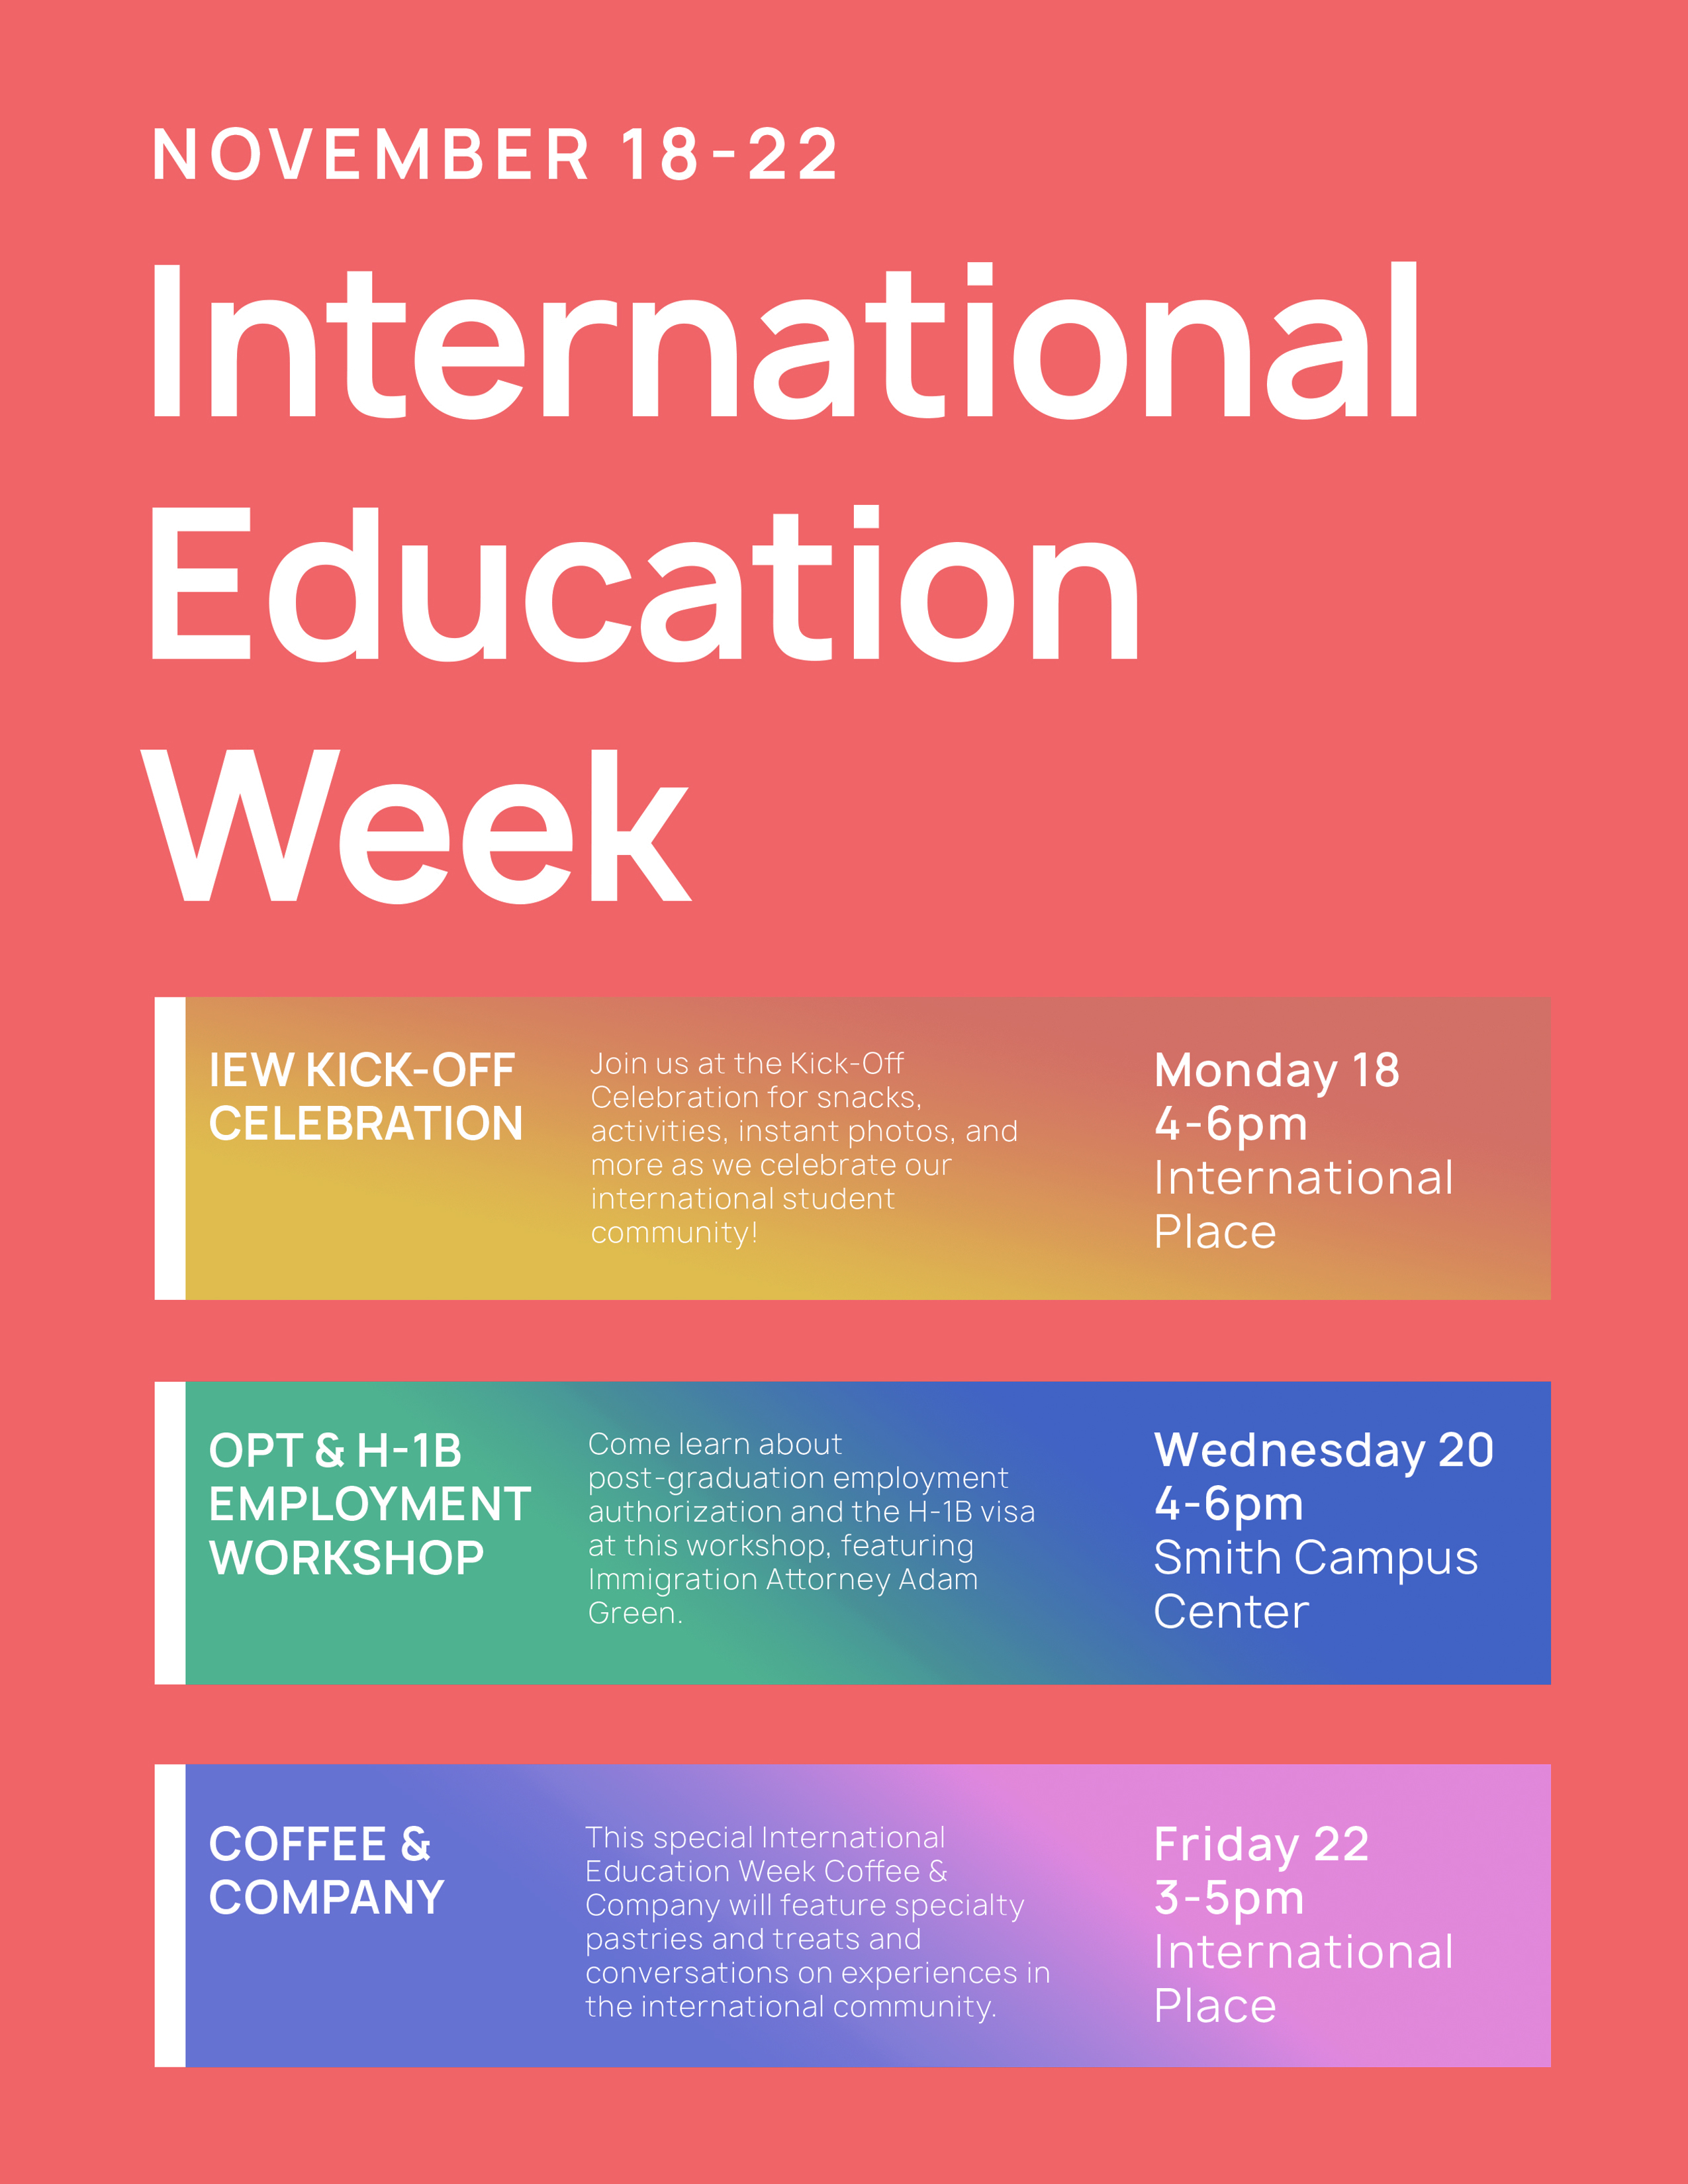 NOVEMBER 18-22
International
Education
Week
IEW KICK-OFF
CELEBRATION
Join us at the Kick-Off
Celebration for snacks,
activities, instant photos, and
more as we celebrate our
international student
community!
Monday 18
4-6pm
International
Place
OPT & H-1B
EMPLOYMENT
WORKSHOP
Come learn about
post-graduation employment
authorization and the H-1B visa
at this workshop, featuring
Immigration Attorney Adam
Green.
Wednesday 20
4-6pm
Smith Campus
Center
COFFEE &
COMPANY
This special International
Education Week Coffee &
Company will feature specialty
pastries and treats and
conversations on experiences in
the international community.
Friday 22
3-5pm
International
Place